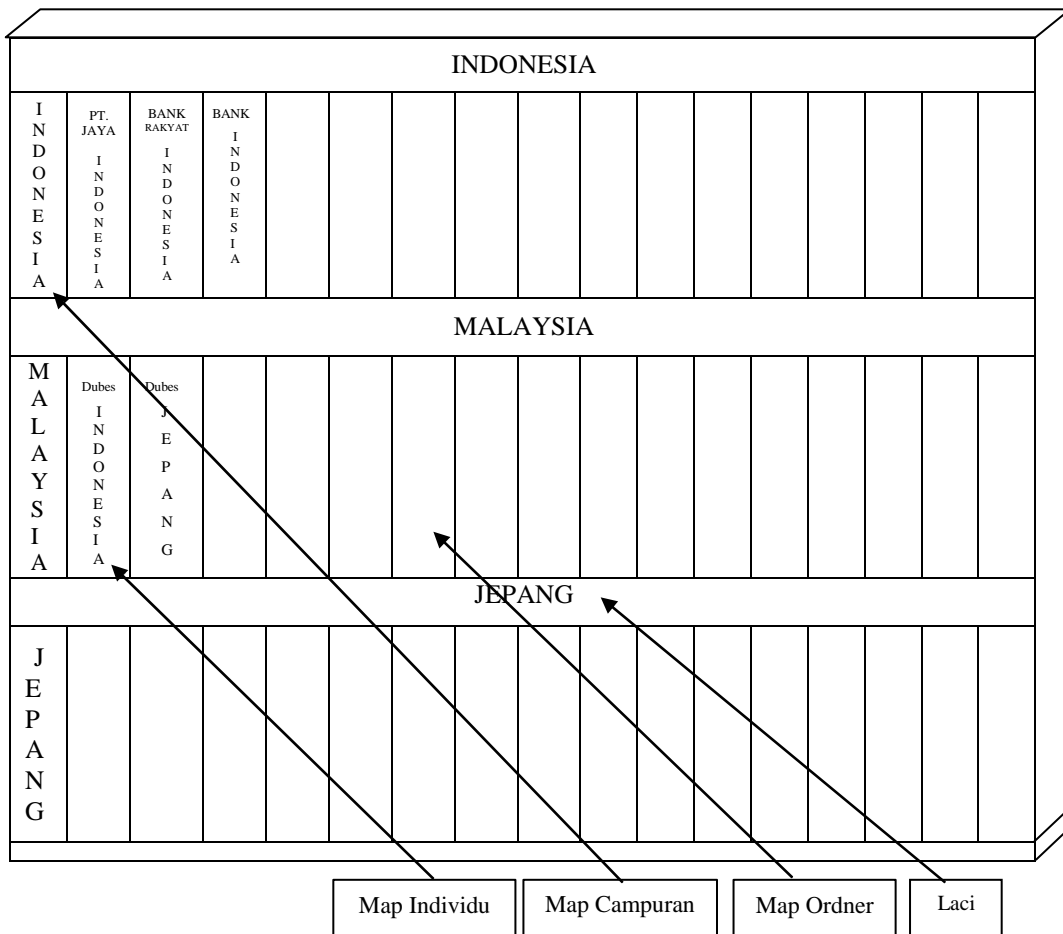 INDONESIA
INDONESIA
PT.
JAYA
INDONESIA
BANK
RAKYAT
INDONESIA
BANK
INDONESIA
MALAYSIA
MALAYSIA
Dubes
INDONESIA
Dubes
JEPANG
JEPANG
JEPANG
Map Individu
Map Campuran
Map Ordner
Laci